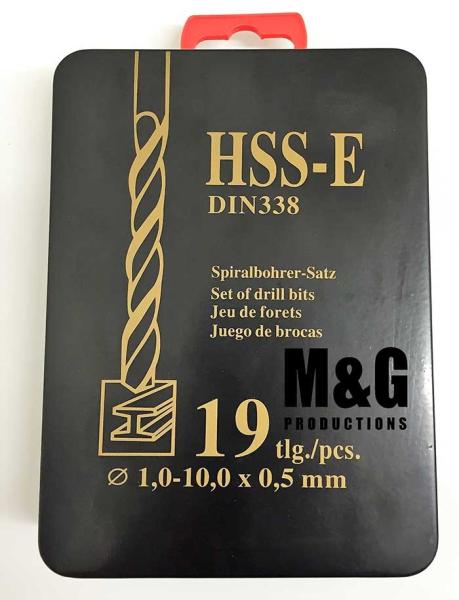 HSS-E
DIN338
Spiralbohrer-Satz
Set of drill bits
Jeu de forets
Juego de brocas
M&G
PRODUCTIONS
19 tlg./pcs.
Ø 1,0-10,0 x 0,5 mm